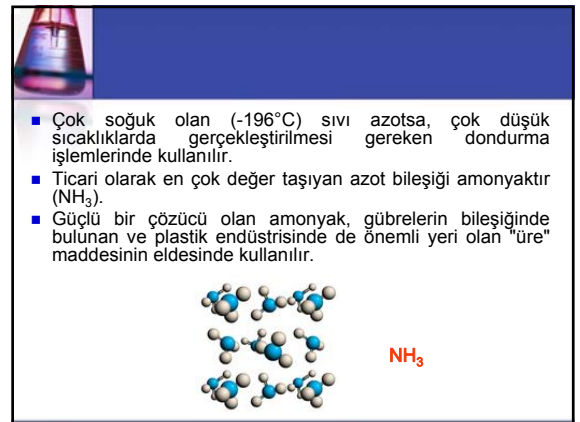 ▪ Çok soğuk olan (-196°C) sıvı azotsa, çok düşük
sıcaklıklarda gerçekleştirilmesi gereken dondurma
işlemlerinde kullanılır.
▪ Ticari olarak en çok değer taşıyan azot bileşiği amonyaktır
(NH₃).
▪ Güçlü bir çözücü olan amonyak, gübrelerin bileşiğinde
bulunan ve plastik endüstrisinde de önemli yeri olan "üre"
maddesinin eldesinde kullanılır.
NH₃